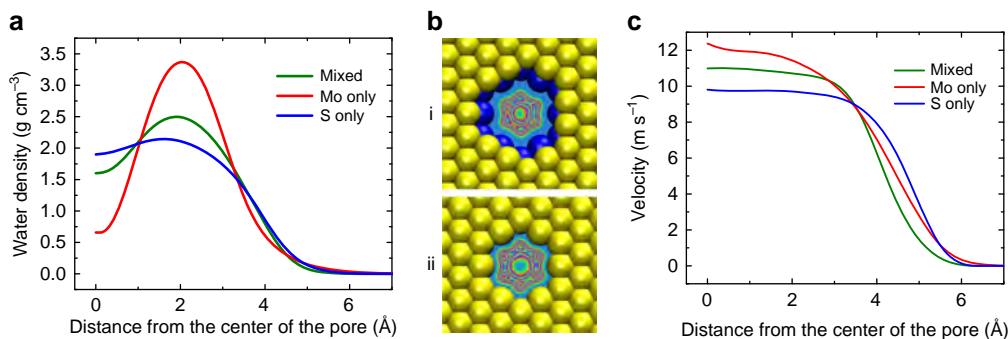 a
Water density (g cm⁻³)
3.5
3.0
2.5
2.0
1.5
1.0
0.5
0.0
Mixed
Mo only
S only
0 2 4 6
Distance from the center of the pore (Å)
b
i
ii
c
Velocity (m s⁻¹)
12
10
8
6
4
2
0
Mixed
Mo only
S only
0 2 4 6
Distance from the center of the pore (Å)